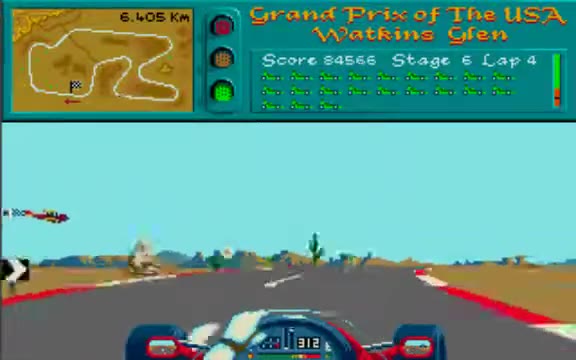 6.405 Km
Grand Prix of The USA
Watkins Glen
Score 84566 Stage 6 Lap 4
312